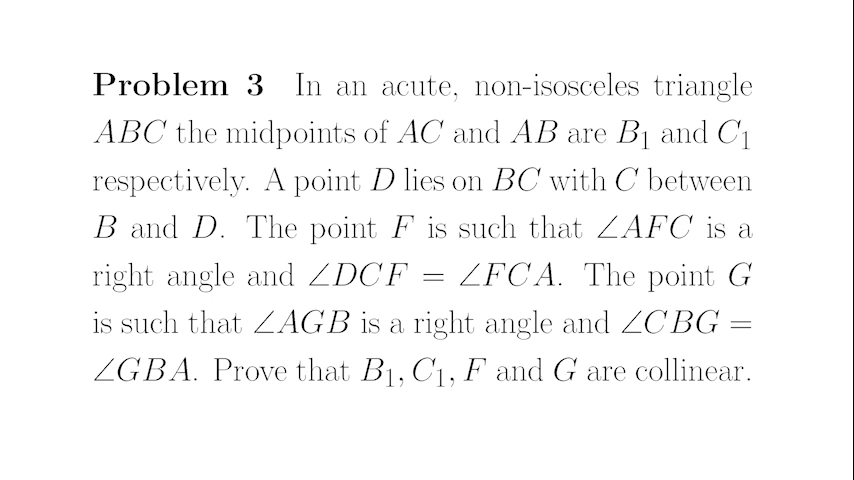 Problem 3 In an acute, non-isosceles triangle
ABC the midpoints of AC and AB are B₁ and C₁
respectively. A point D lies on BC with C between
B and D. The point F is such that ∠AFC is a
right angle and ∠DCF = ∠FCA. The point G
is such that ∠AGB is a right angle and ∠CBG =
∠GBA. Prove that B₁, C₁, F and G are collinear.